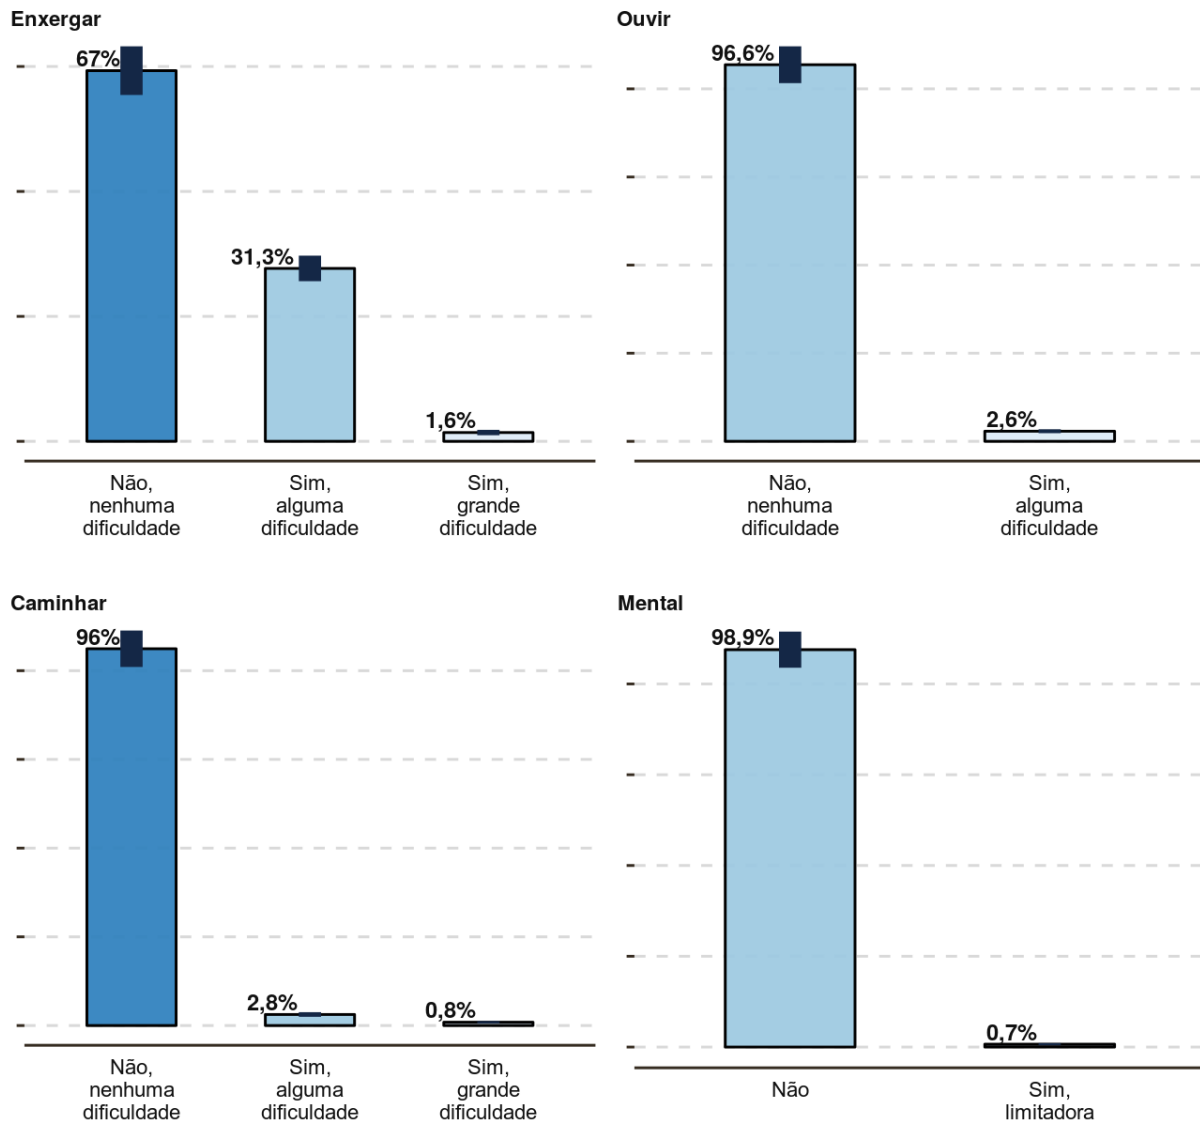 Enxergar
67%
31,3%
1,6%
Não,
nenhuma
dificuldade
Sim,
alguma
dificuldade
Sim,
grande
dificuldade
Ouvir
96,6%
2,6%
Não,
nenhuma
dificuldade
Sim,
alguma
dificuldade
Caminhar
96%
2,8%
0,8%
Não,
nenhuma
dificuldade
Sim,
alguma
dificuldade
Sim,
grande
dificuldade
Mental
98,9%
0,7%
Não
Sim,
limitadora